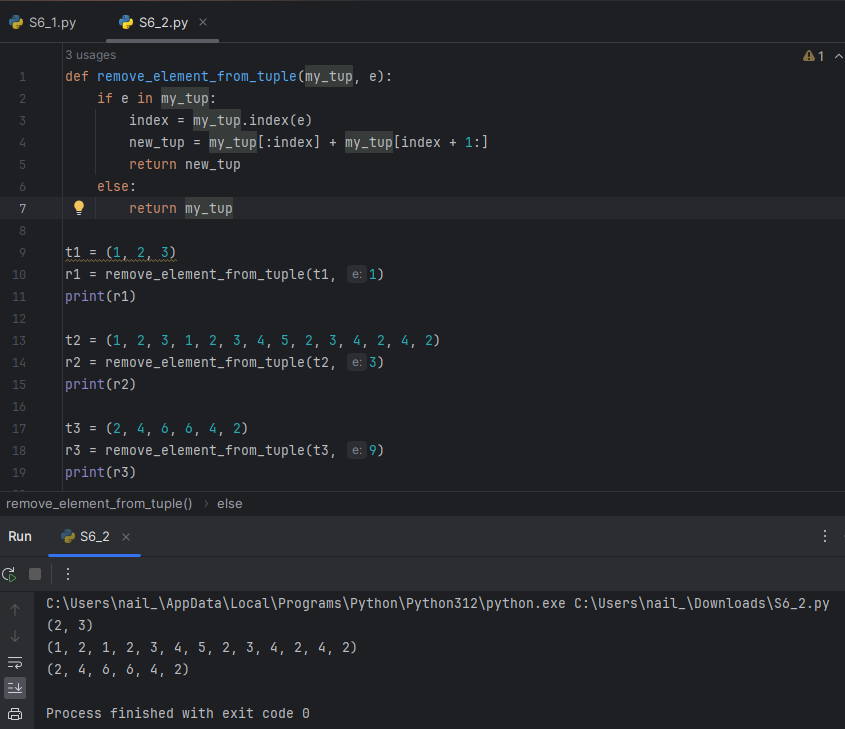 S6_1.py S6_2.py ×
3 usages
1
1 def remove_element_from_tuple(my_tup, e):
2 if e in my_tup:
3 index = my_tup.index(e)
4 new_tup = my_tup[:index] + my_tup[index + 1:]
5 return new_tup
6 else:
7 return my_tup
8
9 t1 = (1, 2, 3)
10 r1 = remove_element_from_tuple(t1, e: 1)
11 print(r1)
12
13 t2 = (1, 2, 3, 1, 2, 3, 4, 5, 2, 3, 4, 2, 4, 2)
14 r2 = remove_element_from_tuple(t2, e: 3)
15 print(r2)
16
17 t3 = (2, 4, 6, 6, 4, 2)
18 r3 = remove_element_from_tuple(t3, e: 9)
19 print(r3)
remove_element_from_tuple() › else
Run S6_2 ×
C:\Users\nail_\AppData\Local\Programs\Python\Python312\python.exe C:\Users\nail_\Downloads\S6_2.py
(2, 3)
(1, 2, 1, 2, 3, 4, 5, 2, 3, 4, 2, 4, 2)
(2, 4, 6, 6, 4, 2)
Process finished with exit code 0